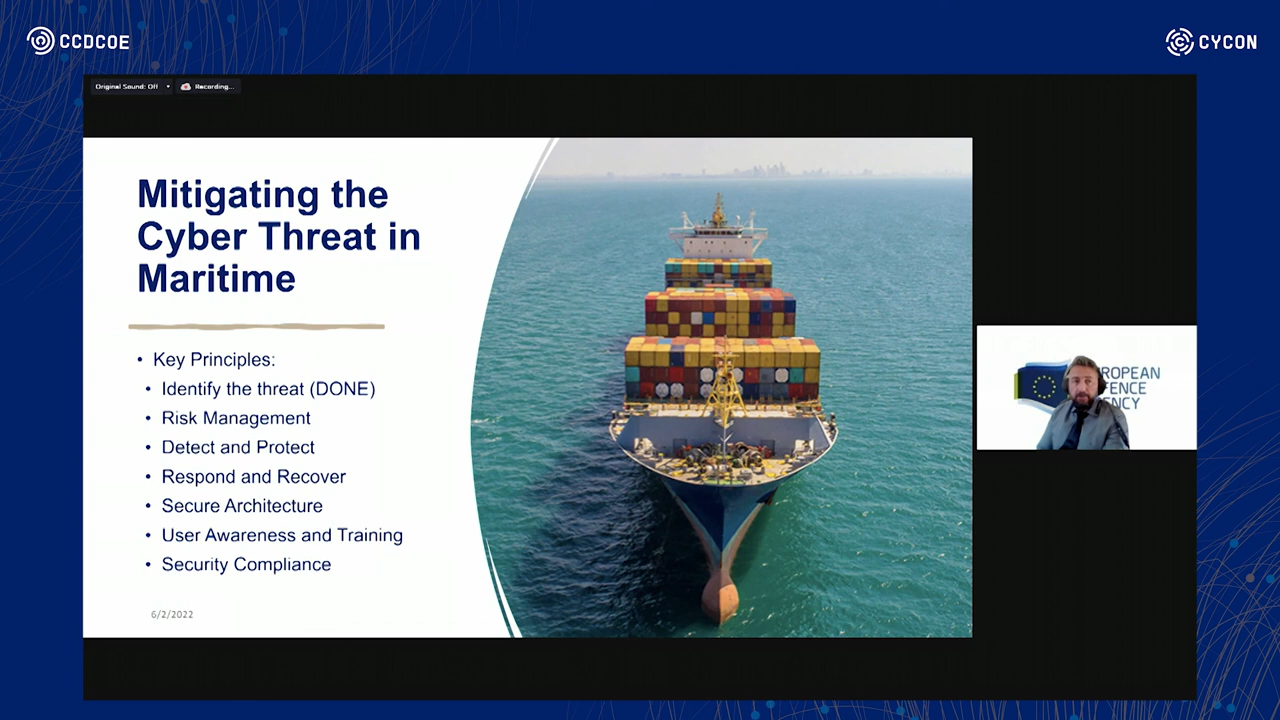 CCDCOE
CYCON
Original Sound: Off
Recording...
Mitigating the
Cyber Threat in
Maritime
• Key Principles:
• Identify the threat (DONE)
• Risk Management
• Detect and Protect
• Respond and Recover
• Secure Architecture
• User Awareness and Training
• Security Compliance
6/2/2022
ROPEAN
ENCE
NCY